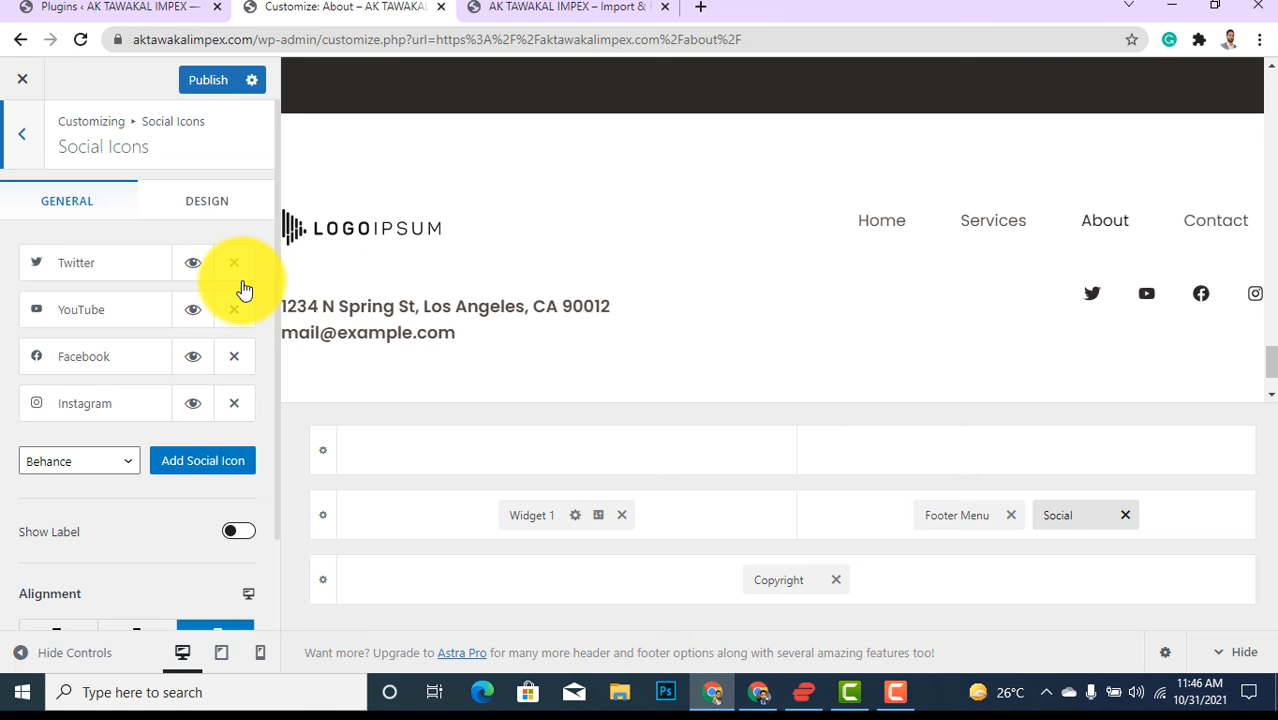 Plugins ‹ AK TAWAKAL IMPEX —
Customize: About – AK TAWAKAL
AK TAWAKAL IMPEX – Import & E
aktawakalimpex.com/wp-admin/customize.php?url=https%3A%2F%2Faktawakalimpex.com%2Fabout%2F
Publish
Customizing ▸ Social Icons
Social Icons
GENERAL
DESIGN
Twitter
YouTube
Facebook
Instagram
Behance
Add Social Icon
Show Label
Alignment
Hide Controls
LOGOIPSUM
Home
Services
About
Contact
1234 N Spring St, Los Angeles, CA 90012
mail@example.com
Widget 1
Footer Menu
Social
Copyright
Want more? Upgrade to Astra Pro for many more header and footer options along with several amazing features too!
Hide
Type here to search
Ps
26°C
11:46 AM
10/31/2021